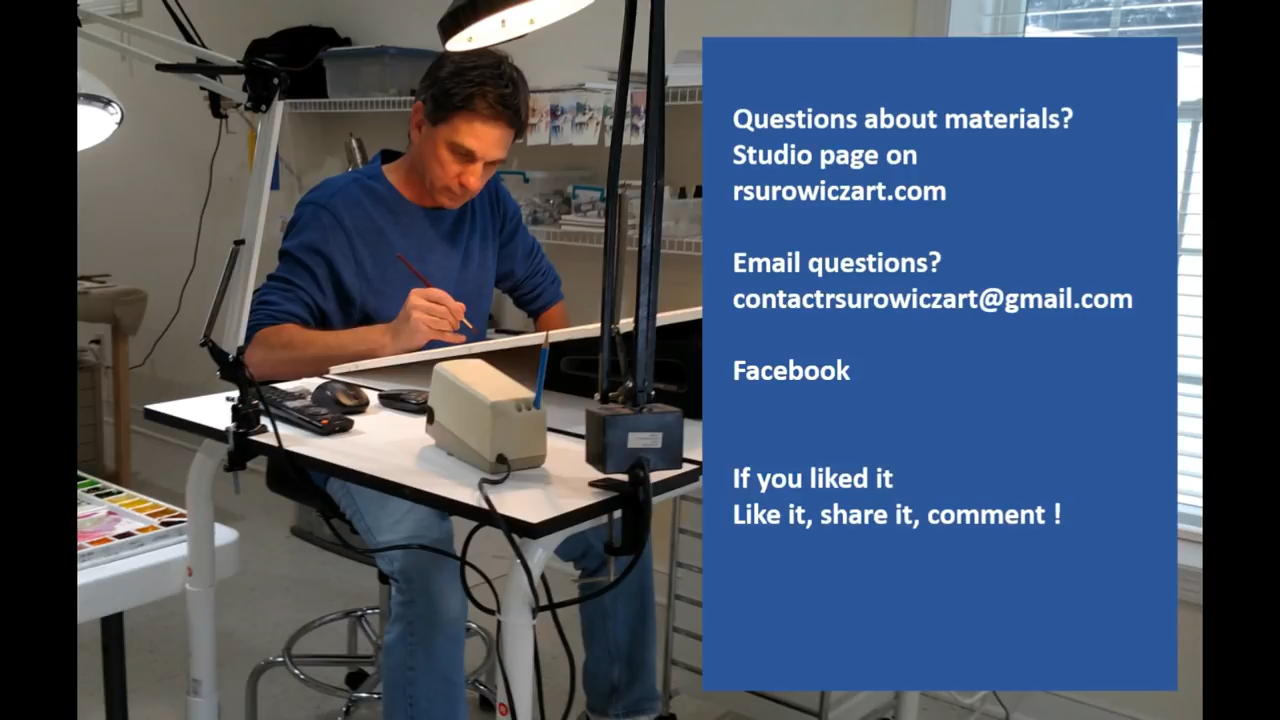 Questions about materials?
Studio page on
rsurowiczart.com
Email questions?
contactrsurowiczart@gmail.com
Facebook
If you liked it
Like it, share it, comment !